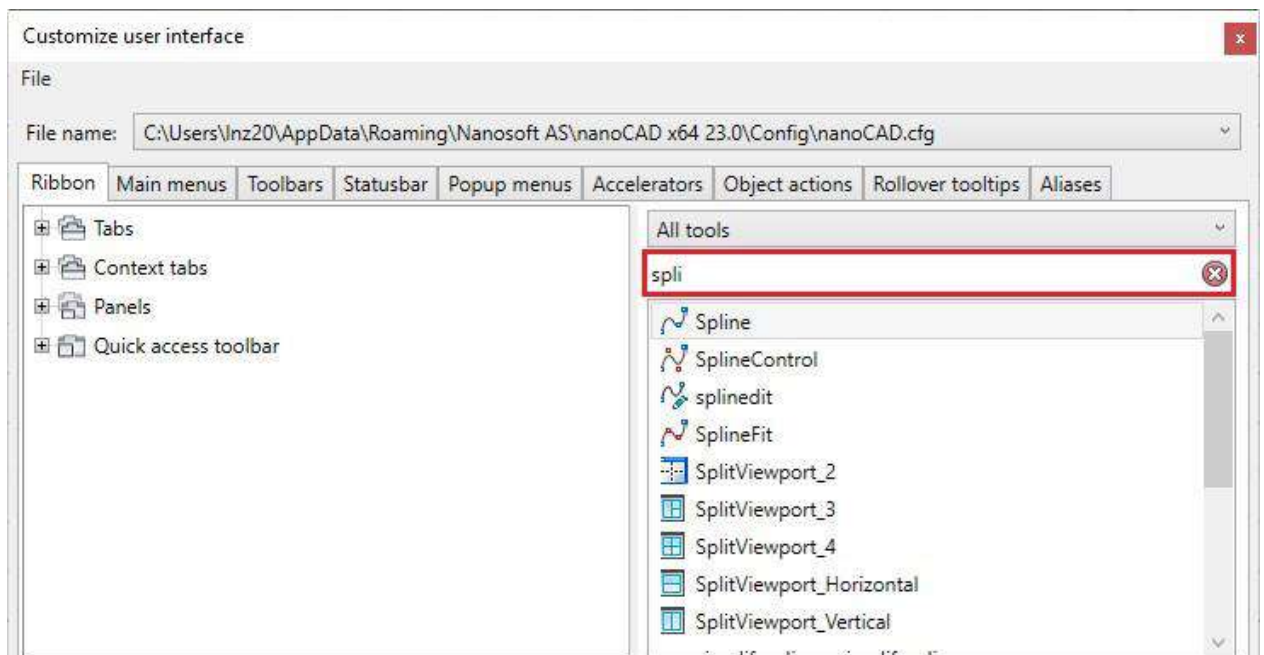 Customize user interface
x
File
File name: C:\Users\lnz20\AppData\Roaming\Nanosoft AS\nanoCAD x64 23.0\Config\nanoCAD.cfg
Ribbon Main menus Toolbars Statusbar Popup menus Accelerators Object actions Rollover tooltips Aliases
Tabs
Context tabs
Panels
Quick access toolbar
All tools
spli
Spline
SplineControl
splinedit
SplineFit
SplitViewport_2
SplitViewport_3
SplitViewport_4
SplitViewport_Horizontal
SplitViewport_Vertical